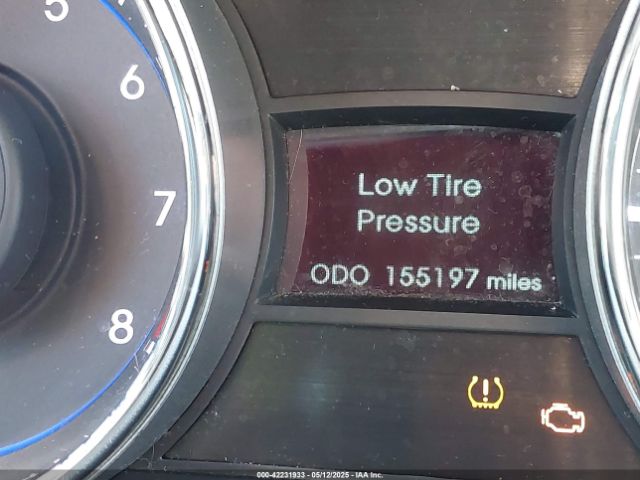 5
6
7
8
Low Tire
Pressure
ODO 155197 miles
000-42231933 - 05/12/2025 - IAA Inc.